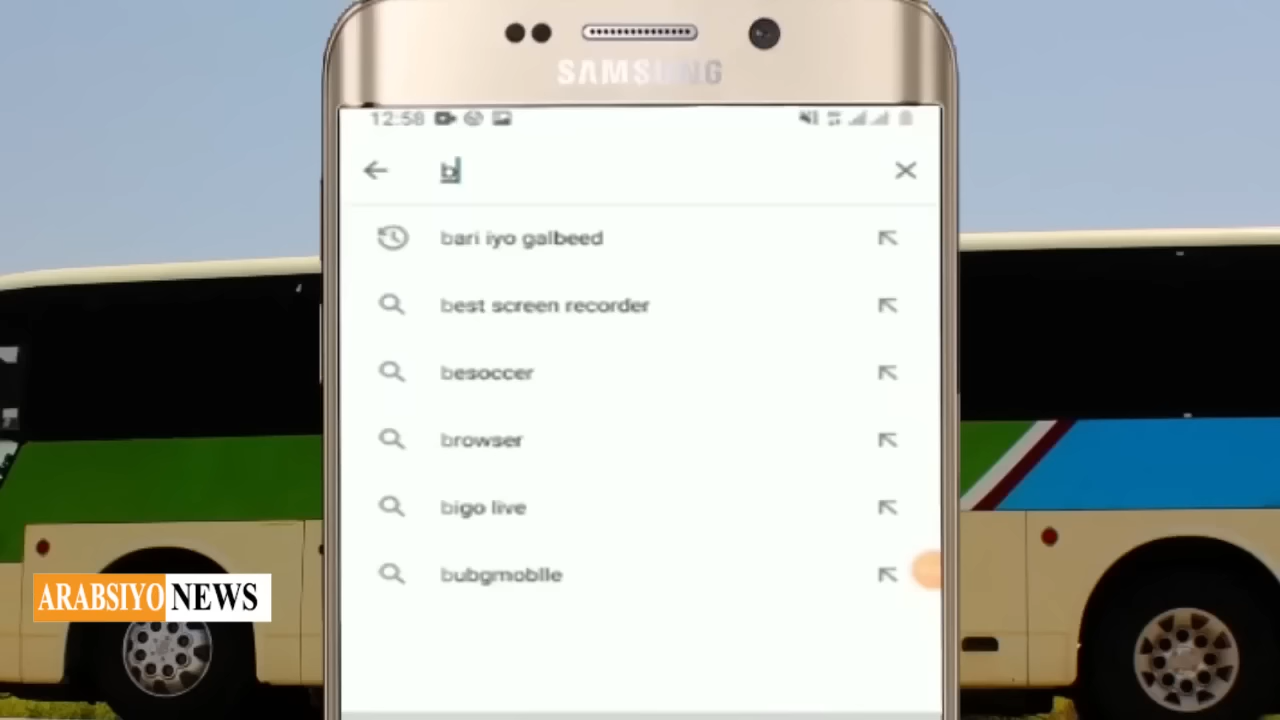 SAMSUNG
12:58
b
bari iyo galbeed
best screen recorder
besoccer
browser
bigo live
bubgmobile
ARABSIYO NEWS